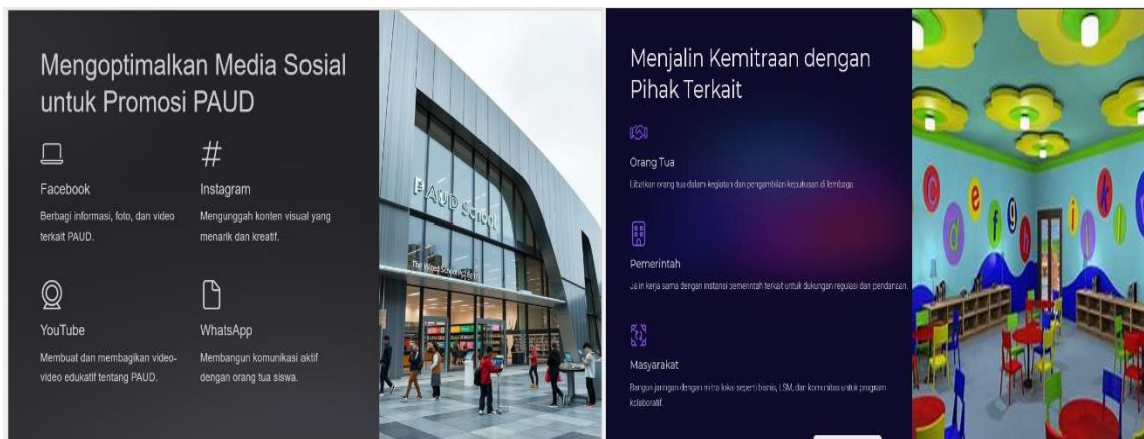 Mengoptimalkan Media Sosial
untuk Promosi PAUD
Facebook
Berbagi informasi, foto, dan video
terkait PAUD.
#
Instagram
Mengunggah konten visual yang
menarik dan kreatif.
YouTube
Membuat dan membagikan video-
video edukatif tentang PAUD.
WhatsApp
Membangun komunikasi aktif
dengan orang tua siswa.
PAUD School
Menjalin Kemitraan dengan
Pihak Terkait
Orang Tua
Libatkan orang tua dalam kegiatan dan pengambilan keputusan di lembaga.
Pemerintah
Jalin kerja sama dengan instansi pemerintah terkait untuk dukungan regulasi dan pendanaan.
Masyarakat
Bangun jaringan dengan mitra lokal seperti bisnis, LSM, dan komunitas untuk program
kolaboratif.
C
d
e
f
g
h
i
j
k
l